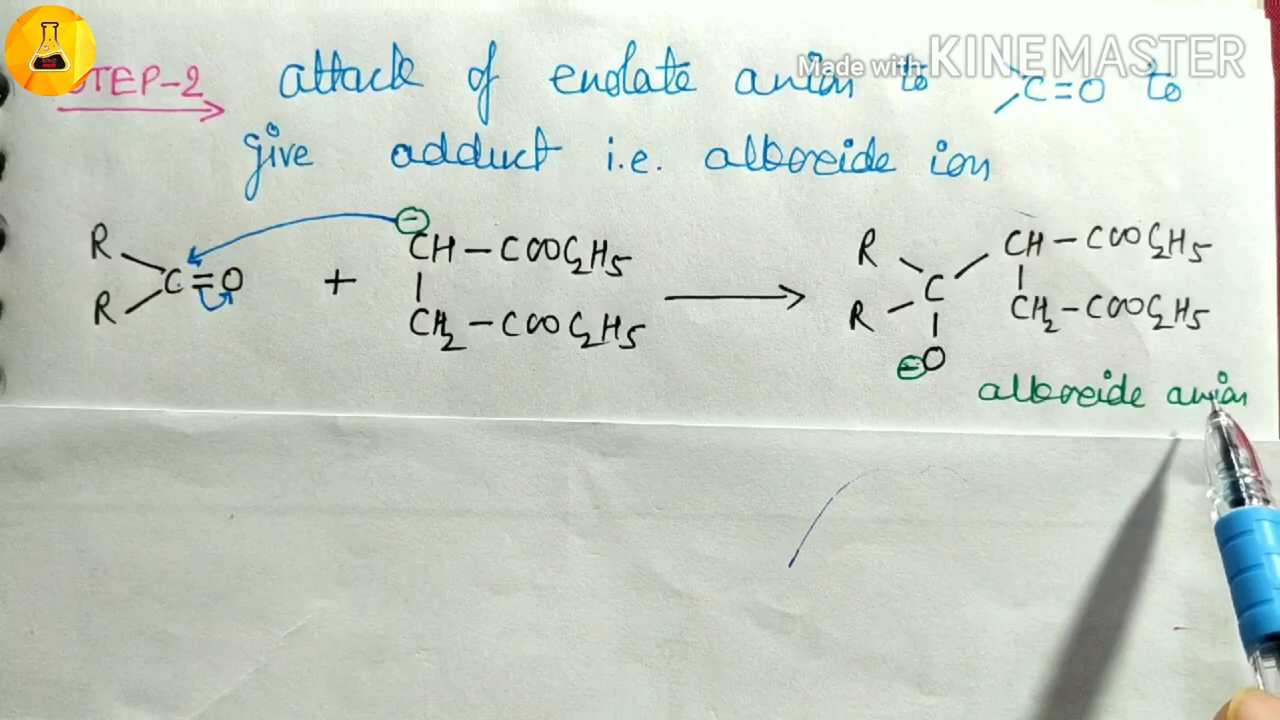 STEP-2 attack of enolate anion to >C=O to
give adduct i.e. alkoxide ion
R
R
C=O
+
⊖
CH-COOC2H5
CH2-COOC2H5
→
R
R
C
⊖O
CH-COOC2H5
CH2-COOC2H5
alkoxide anion
Made with KINEMASTER